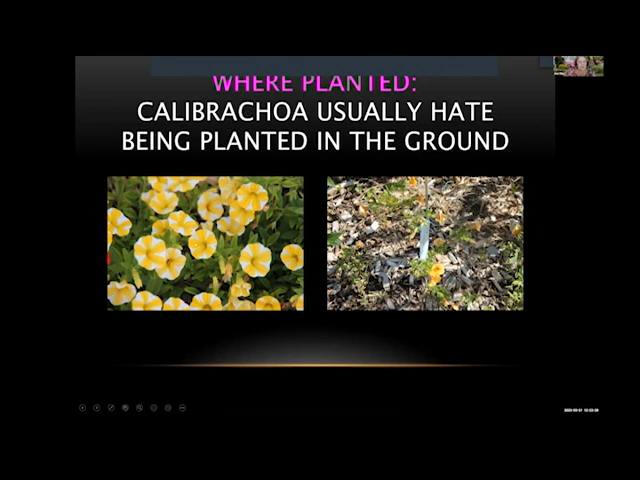 WHERE PLANTED:
CALIBRACHOA USUALLY HATE
BEING PLANTED IN THE GROUND